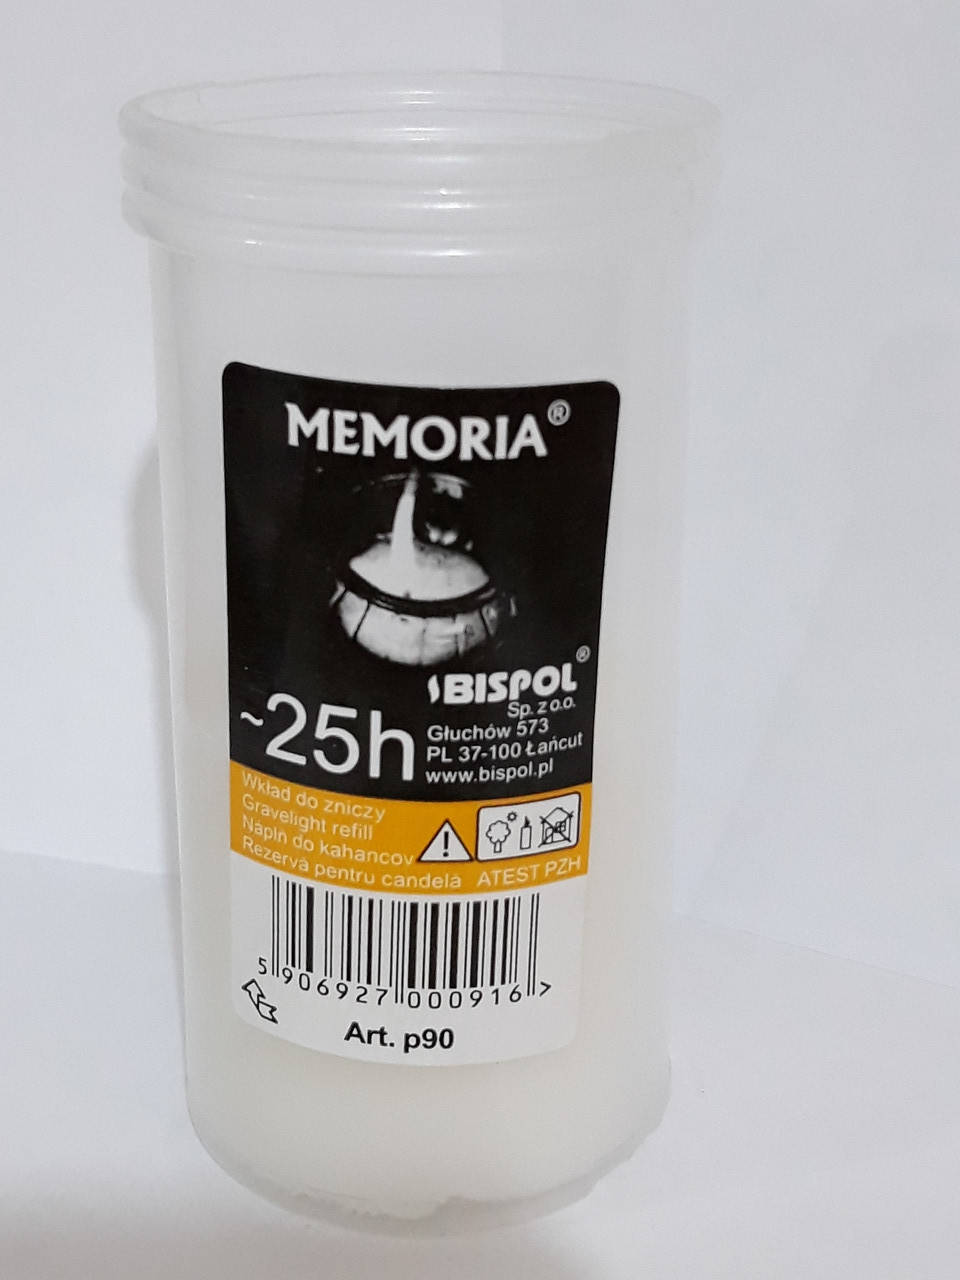 MEMORIA®
BISPOL®
Sp. z o.o.
~25h
Głuchów 573
PL 37-100 Łańcut
www.bispol.pl
Wkład do zniczy
Gravelight refill
Náplň do kahancov
Rezervă pentru candelă
ATEST PZH
5 906927 000916 >
Art. p90